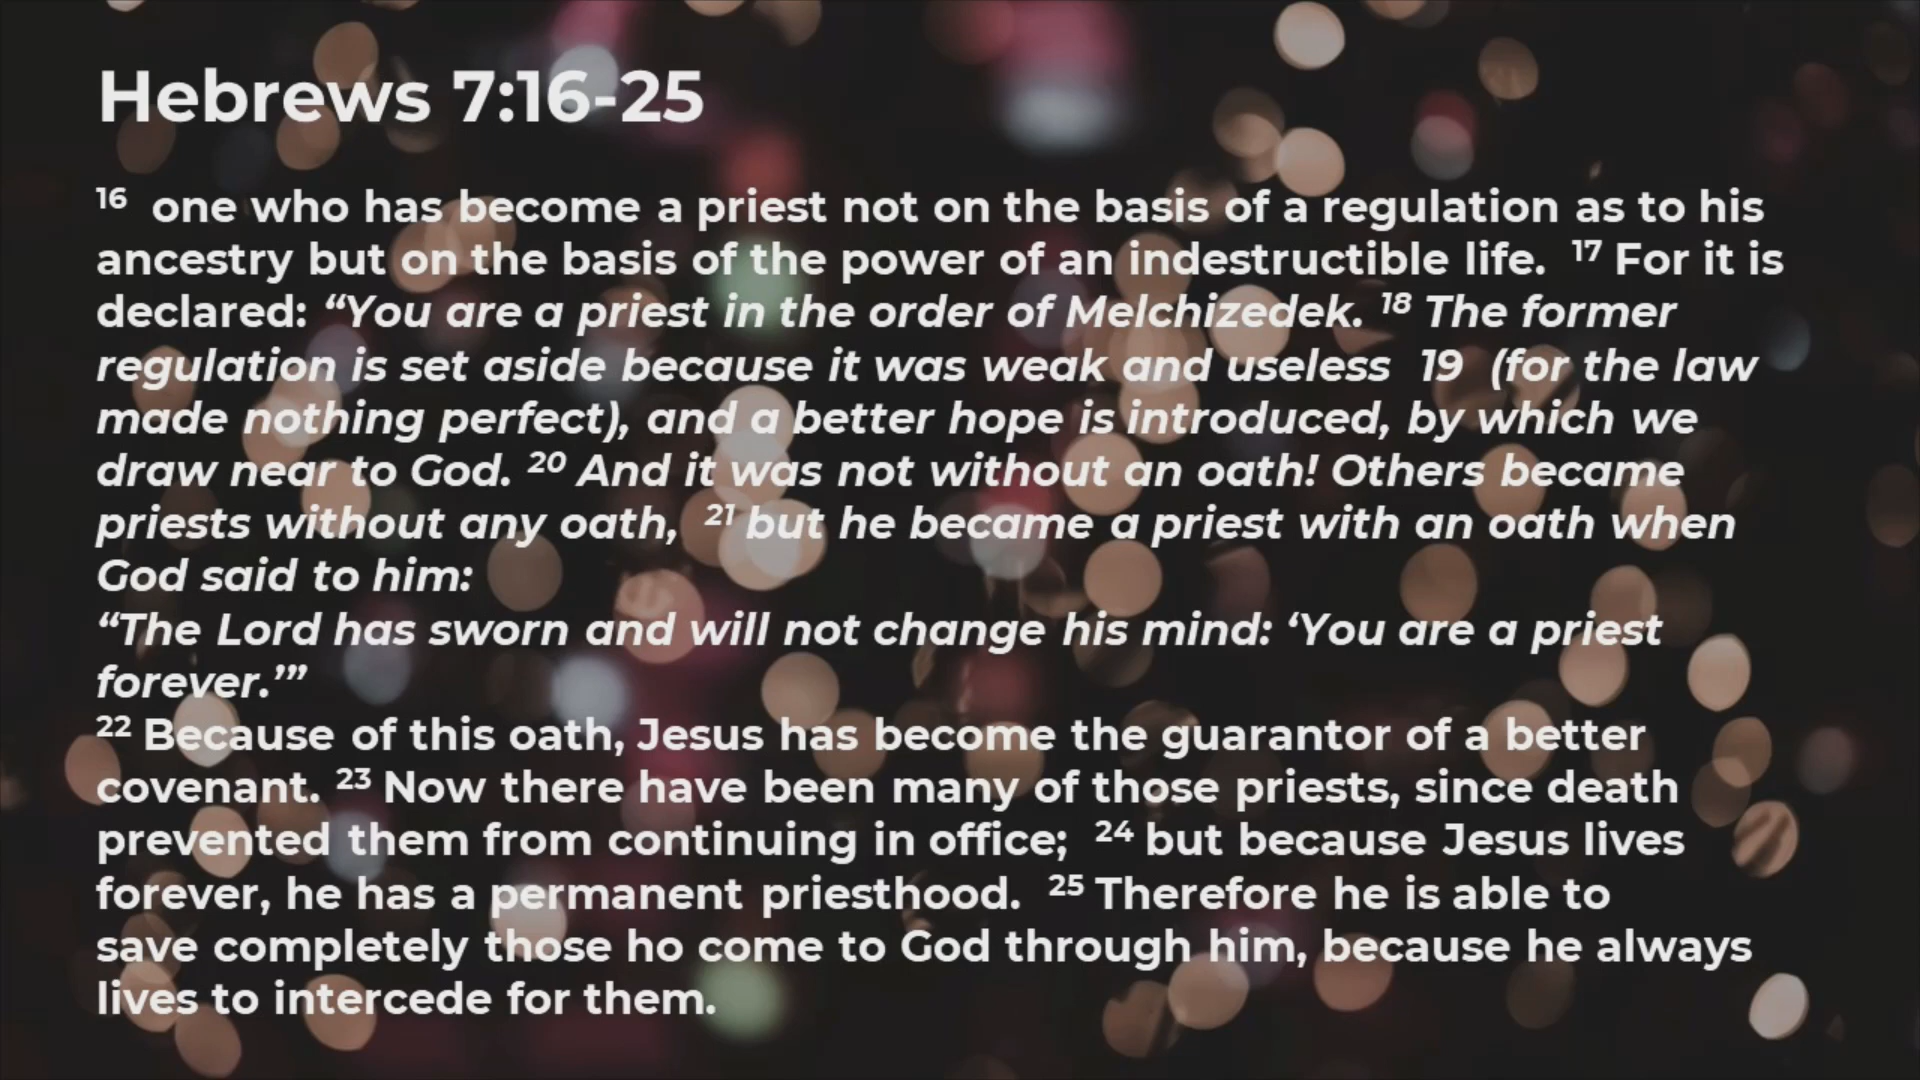 Hebrews 7:16-25
16 one who has become a priest not on the basis of a regulation as to his
ancestry but on the basis of the power of an indestructible life. 17 For it is
declared: “You are a priest in the order of Melchizedek. 18 The former
regulation is set aside because it was weak and useless 19 (for the law
made nothing perfect), and a better hope is introduced, by which we
draw near to God. 20 And it was not without an oath! Others became
priests without any oath, 21 but he became a priest with an oath when
God said to him:
“The Lord has sworn and will not change his mind: ‘You are a priest
forever.’”
22 Because of this oath, Jesus has become the guarantor of a better
covenant. 23 Now there have been many of those priests, since death
prevented them from continuing in office; 24 but because Jesus lives
forever, he has a permanent priesthood. 25 Therefore he is able to
save completely those ho come to God through him, because he always
lives to intercede for them.